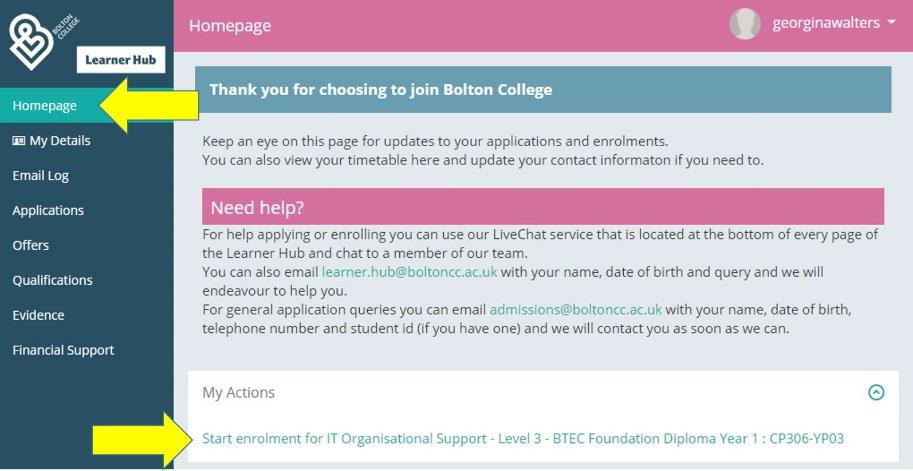 BOLTON
COLLEGE
Learner Hub
Homepage
georginawalters
Homepage
My Details
Email Log
Applications
Offers
Qualifications
Evidence
Financial Support
Thank you for choosing to join Bolton College
Keep an eye on this page for updates to your applications and enrolments.
You can also view your timetable here and update your contact informaton if you need to.
Need help?
For help applying or enrolling you can use our LiveChat service that is located at the bottom of every page of
the Learner Hub and chat to a member of our team.
You can also email learner.hub@boltoncc.ac.uk with your name, date of birth and query and we will
endeavour to help you.
For general application queries you can email admissions@boltoncc.ac.uk with your name, date of birth,
telephone number and student id (if you have one) and we will contact you as soon as we can.
My Actions
Start enrolment for IT Organisational Support - Level 3 - BTEC Foundation Diploma Year 1 : CP306-YP03